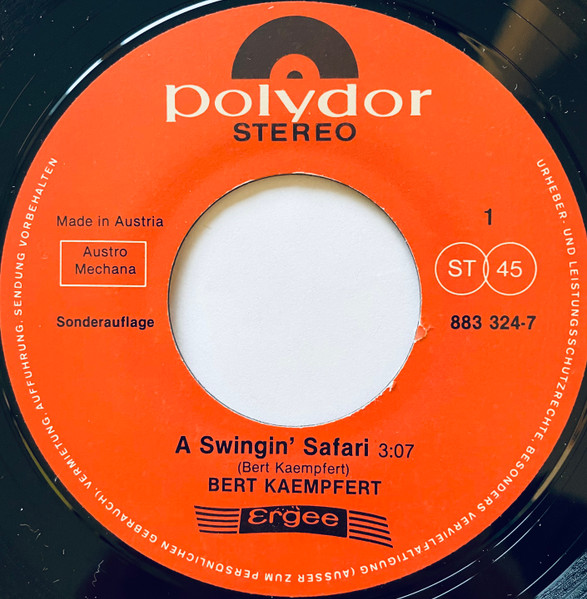 polydor
STEREO
Made in Austria
1
Austro
Mechana
ST 45
Sonderauflage
883 324-7
A Swingin' Safari 3:07
(Bert Kaempfert)
BERT KAEMPFERT
Ergee
URHEBER- UND LEISTUNGSSCHUTZRECHTE, BESONDERS VERVIELFÄLTIGUNG (AUSSER ZUM PERSÖNLICHEN GEBRAUCH), VERMIETUNG, AUFFÜHRUNG, SENDUNG VORBEHALTEN